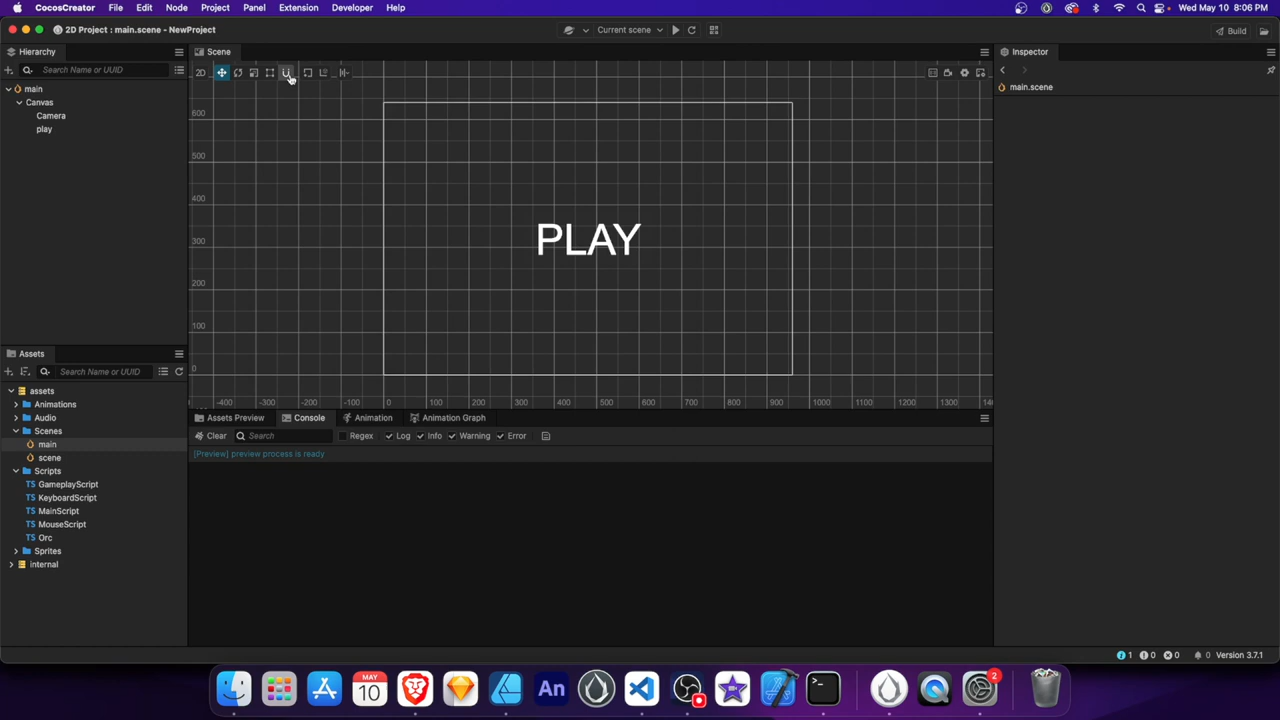 CocosCreator File Edit Node Project Panel Extension Developer Help Wed May 10 8:06 PM
2D Project : main.scene - NewProject Current scene Build
Hierarchy Scene Inspector
Search Name or UUID 2D
main.scene
main
Canvas
Camera
play
600
500
400
300
200
100
0
PLAY
-400 -300 -200 -100 0 100 200 300 400 500 600 700 800 900 1000 1100 1200 1300
Assets
Search Name or UUID
assets
Animations
Audio
Scenes
main
scene
Scripts
TS GameplayScript
TS KeyboardScript
TS MainScript
TS MouseScript
TS Orc
Sprites
internal
Assets Preview Console Animation Animation Graph
Clear Search Regex Log Info Warning Error
[Preview] preview process is ready
1 0 0 0 Version 3.7.1
MAY
10
An
2